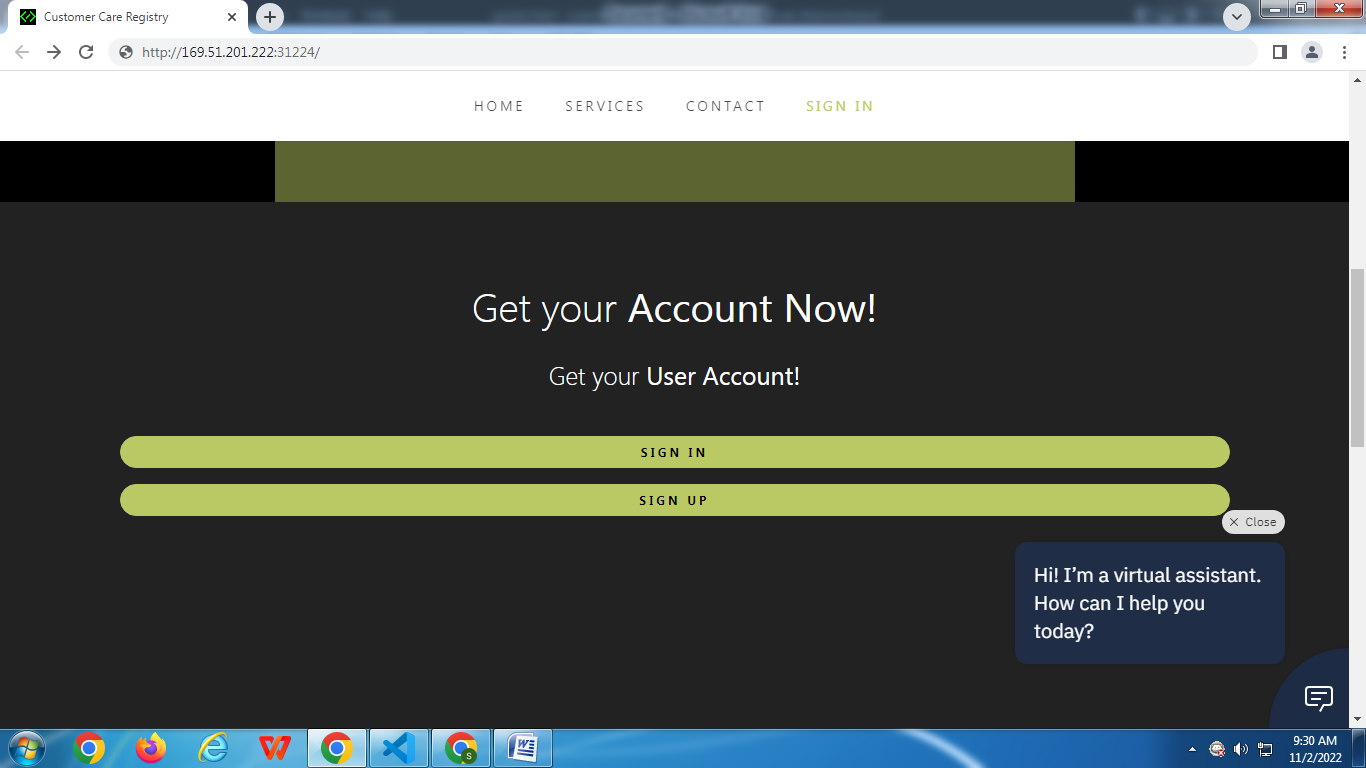 Customer Care Registry
http://169.51.201.222:31224/
HOME SERVICES CONTACT SIGN IN
Get your Account Now!
Get your User Account!
SIGN IN
SIGN UP
Close
Hi! I’m a virtual assistant.
How can I help you
today?
S
9:30 AM
11/2/2022